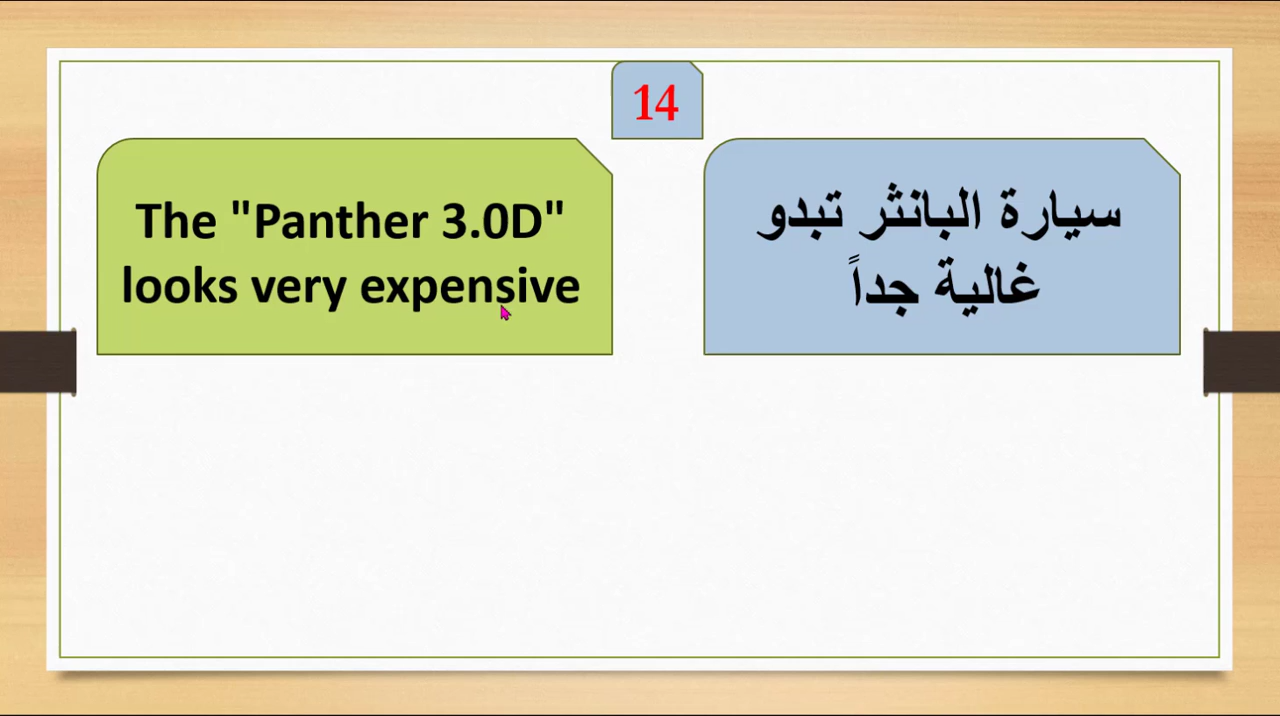 14
The "Panther 3.0D"
looks very expensive
سيارة البانثر تبدو
غالية جداً